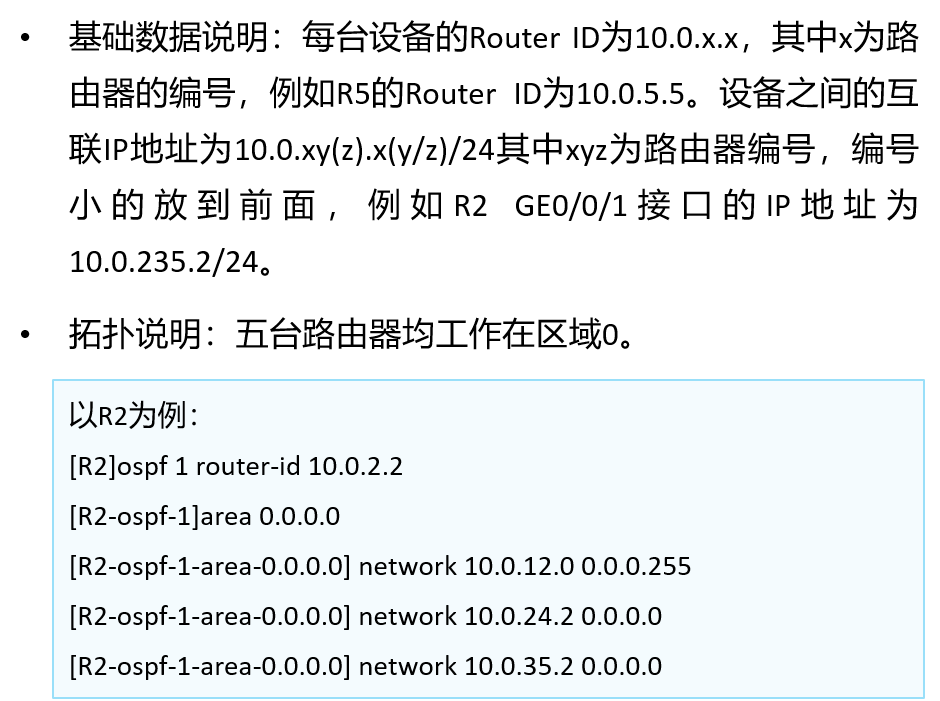 • 基础数据说明：每台设备的Router ID为10.0.x.x，其中x为路
由器的编号，例如R5的Router ID为10.0.5.5。设备之间的互
联IP地址为10.0.xy(z).x(y/z)/24其中xyz为路由器编号，编号
小的放到前面，例如R2 GE0/0/1接口的IP地址为
10.0.235.2/24。
• 拓扑说明：五台路由器均工作在区域0。
以R2为例：
[R2]ospf 1 router-id 10.0.2.2
[R2-ospf-1]area 0.0.0.0
[R2-ospf-1-area-0.0.0.0] network 10.0.12.0 0.0.0.255
[R2-ospf-1-area-0.0.0.0] network 10.0.24.2 0.0.0.0
[R2-ospf-1-area-0.0.0.0] network 10.0.35.2 0.0.0.0